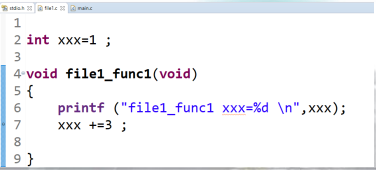 stdio.h file1.c main.c
1
2 int xxx=1 ;
3
4 void file1_func1(void)
5 {
6 printf ("file1_func1 xxx=%d \n",xxx);
7 xxx +=3 ;
8
9 }